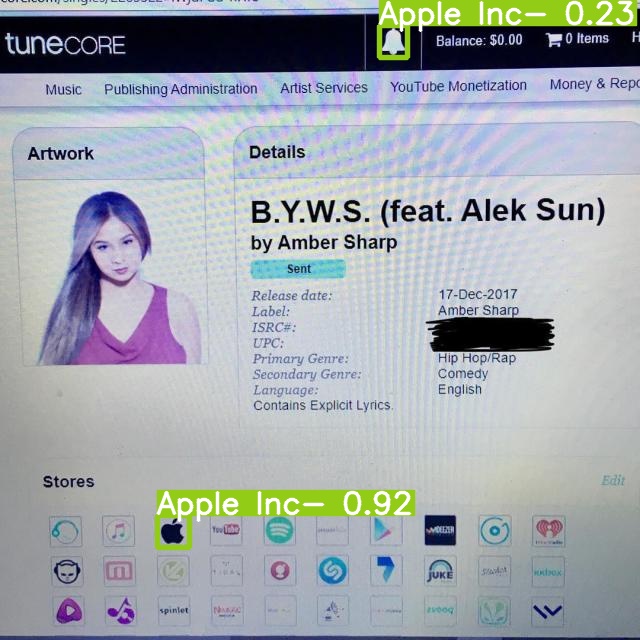 Apple Inc— 0.23
tuneCORE
Balance: $0.00
0 Items
Music
Publishing Administration
Artist Services
YouTube Monetization
Money & Repo
Artwork
Details
B.Y.W.S. (feat. Alek Sun)
by Amber Sharp
Sent
Release date: 17-Dec-2017
Label: Amber Sharp
ISRC#:
UPC:
Primary Genre: Hip Hop/Rap
Secondary Genre: Comedy
Language: English
Contains Explicit Lyrics.
Stores
Edit
Apple Inc— 0.92
YouTube
DEEZER
iHeartRadio
TIDAL
JUKE
KKBOX
spinlet
zvooq